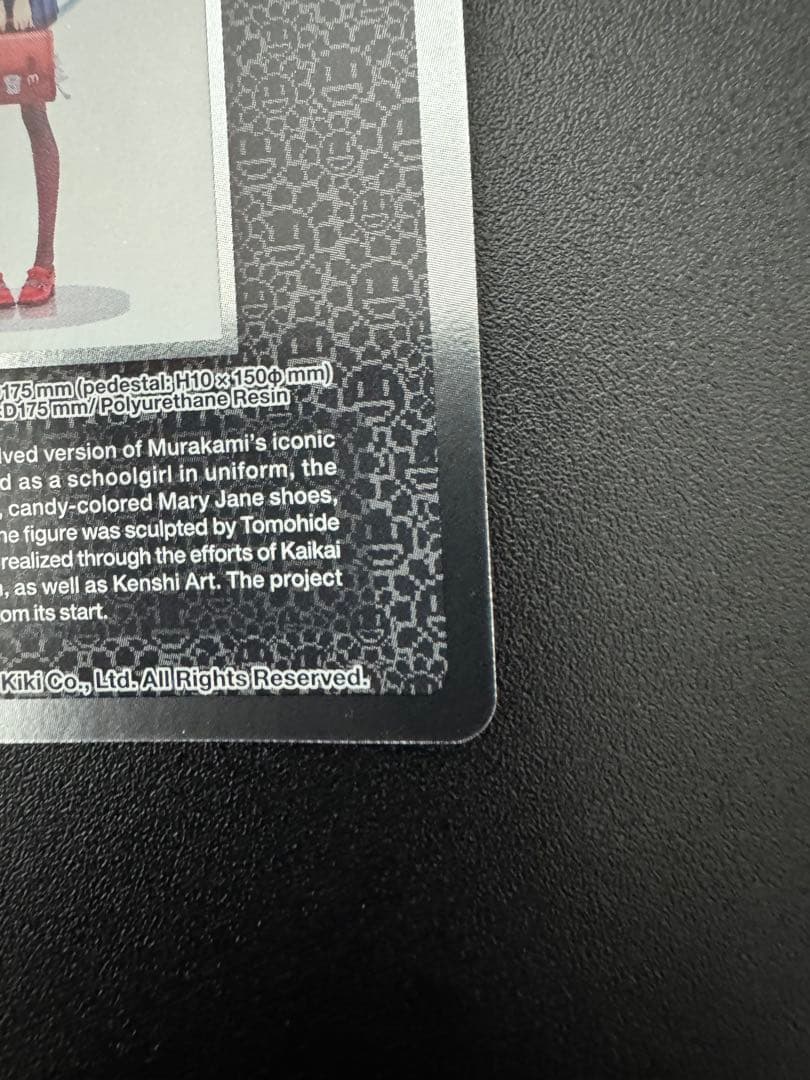 175 mm (pedestal: H10 x 150Φ mm)
D175 mm/ Polyurethane Resin
lved version of Murakami's iconic
d as a schoolgirl in uniform, the
, candy-colored Mary Jane shoes,
ne figure was sculpted by Tomohide
realized through the efforts of Kaikai
, as well as Kenshi Art. The project
om its start.
Kiki Co., Ltd. All Rights Reserved.